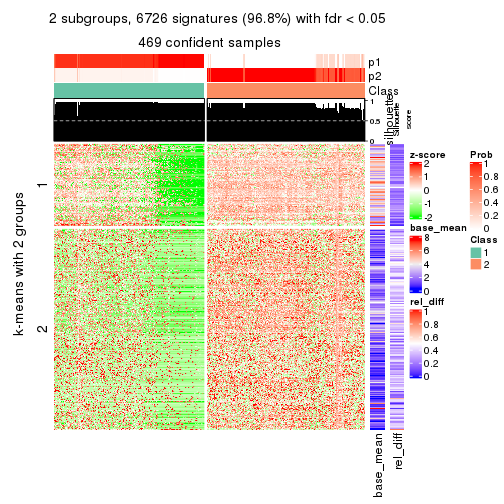 2 subgroups, 6726 signatures (96.8%) with fdr < 0.05
469 confident samples
p1
p2
Class
silhouette
1
0.5
0
Silhouette
score
k-means with 2 groups
1
2
base_mean
rel_diff
z-score
2
1
0
-1
-2
base_mean
8
6
4
2
0
rel_diff
1
0.8
0.6
0.4
0.2
0
Prob
1
0.8
0.6
0.4
0.2
0
Class
1
2